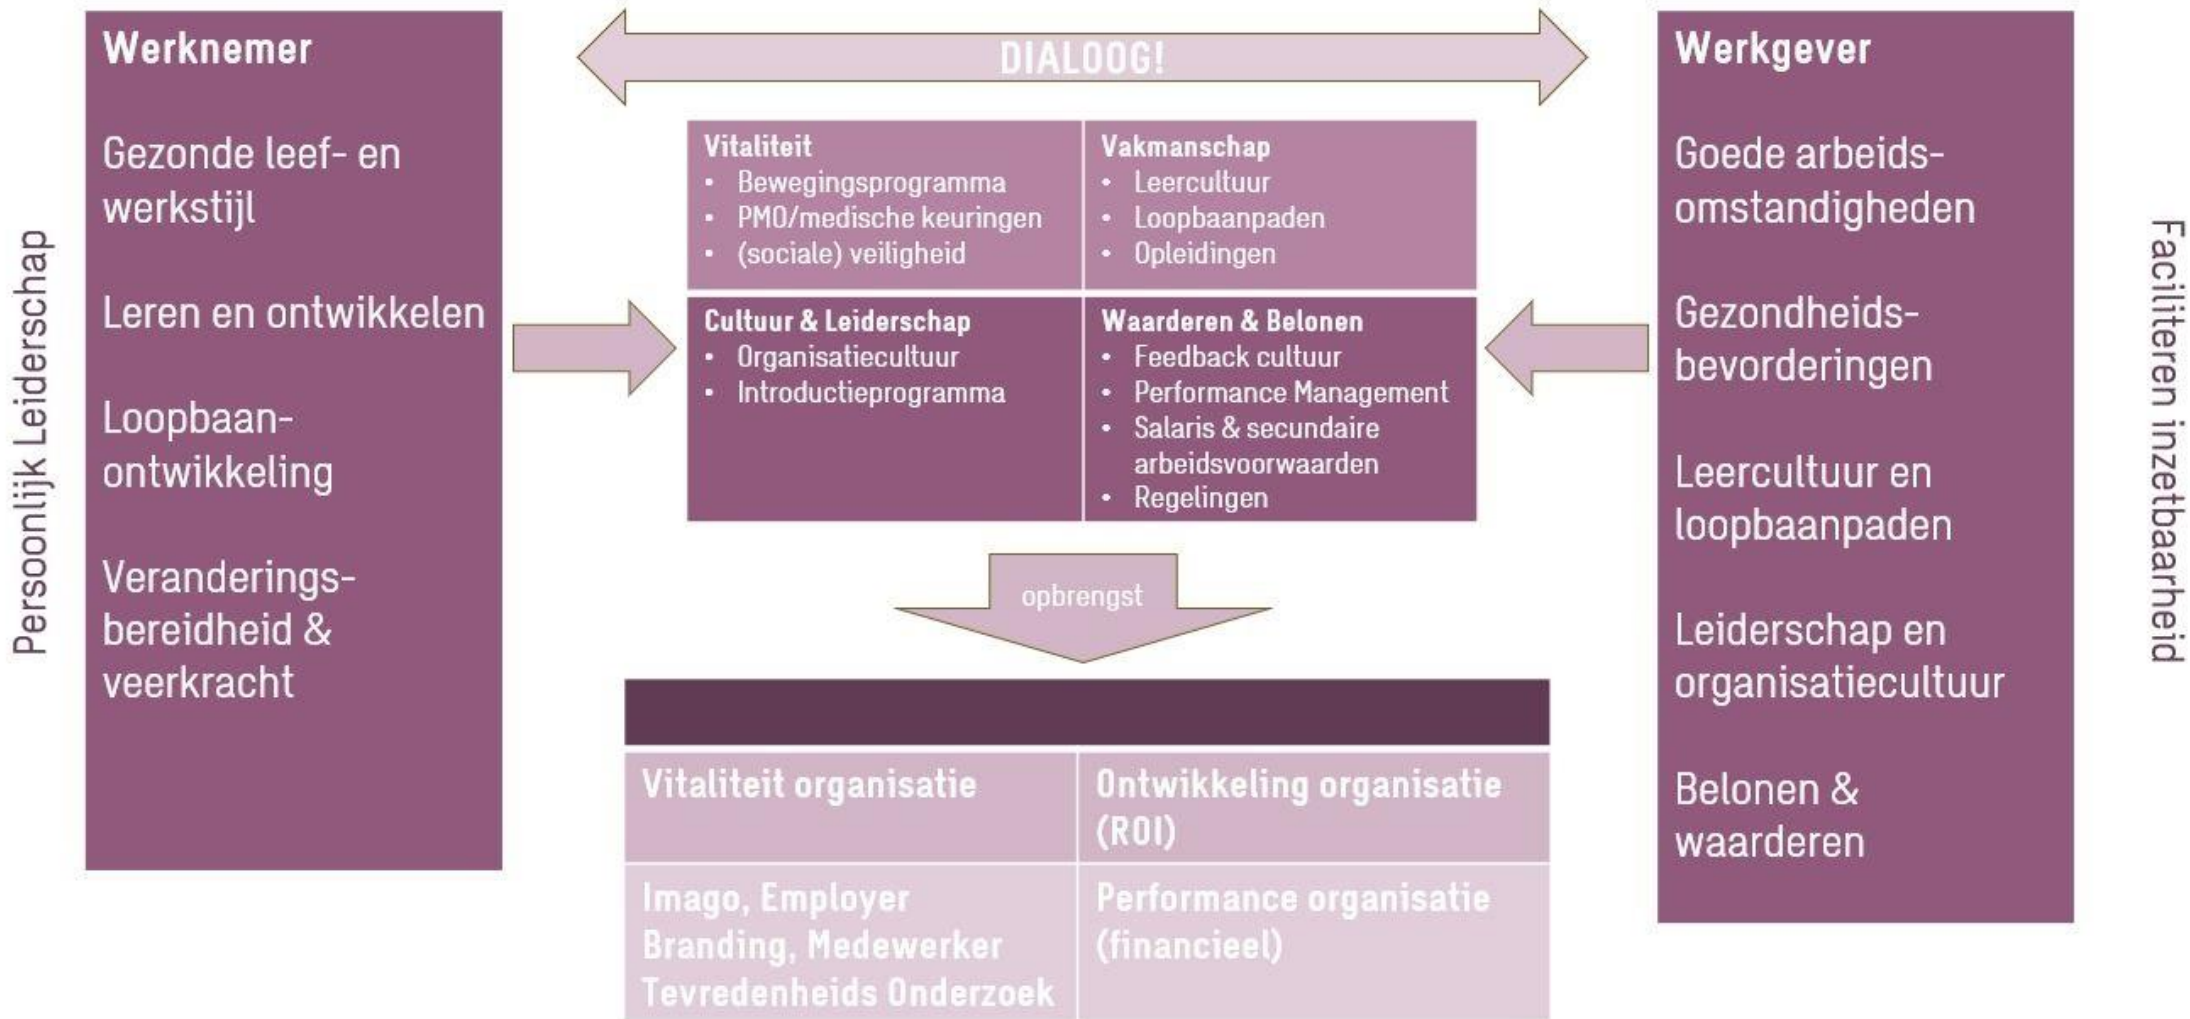 Persoonlijk Leiderschap
Werknemer
Gezonde leef- en
werkstijl
Leren en ontwikkelen
Loopbaan-
ontwikkeling
Veranderings-
bereidheid &
veerkracht
DIALOOG!
Vitaliteit
• Bewegingsprogramma
• PMO/medische keuringen
• (sociale) veiligheid
Vakmanschap
• Leercultuur
• Loopbaanpaden
• Opleidingen
Cultuur & Leiderschap
• Organisatiecultuur
• Introductieprogramma
Waarderen & Belonen
• Feedback cultuur
• Performance Management
• Salaris & secundaire
arbeidsvoorwaarden
• Regelingen
opbrengst
Vitaliteit organisatie
Ontwikkeling organisatie
(ROI)
Imago, Employer
Branding, Medewerker
Tevredenheids Onderzoek
Performance organisatie
(financieel)
Werkgever
Goede arbeids-
omstandigheden
Gezondheids-
bevorderingen
Leercultuur en
loopbaanpaden
Leiderschap en
organisatiecultuur
Belonen &
waarderen
Faciliteren inzetbaarheid